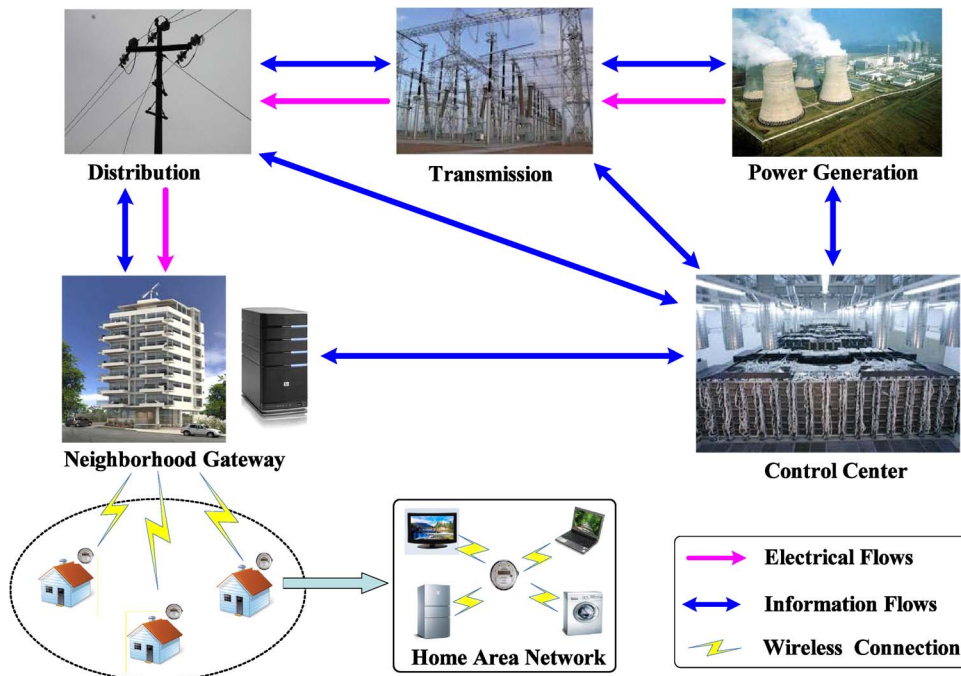 Distribution
Transmission
Power Generation
Neighborhood Gateway
Control Center
Home Area Network
Electrical Flows
Information Flows
Wireless Connection